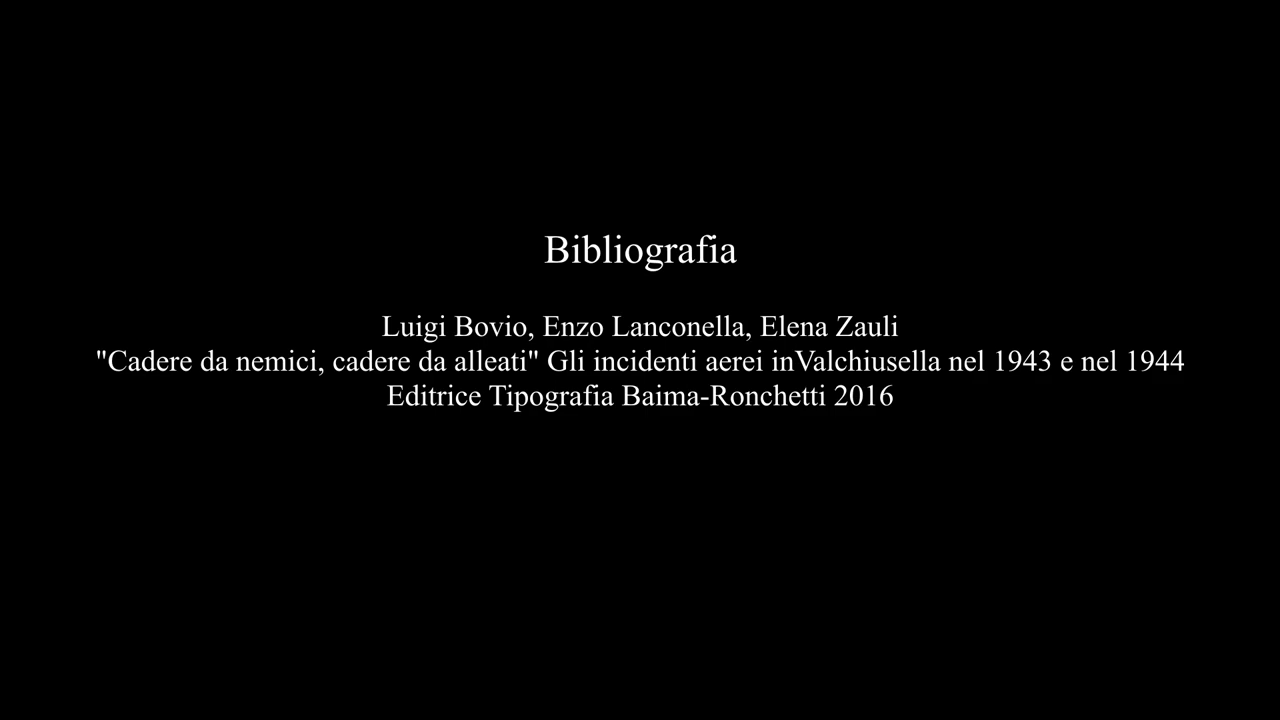 Bibliografia
Luigi Bovio, Enzo Lanconella, Elena Zauli
"Cadere da nemici, cadere da alleati" Gli incidenti aerei inValchiusella nel 1943 e nel 1944
Editrice Tipografia Baima-Ronchetti 2016